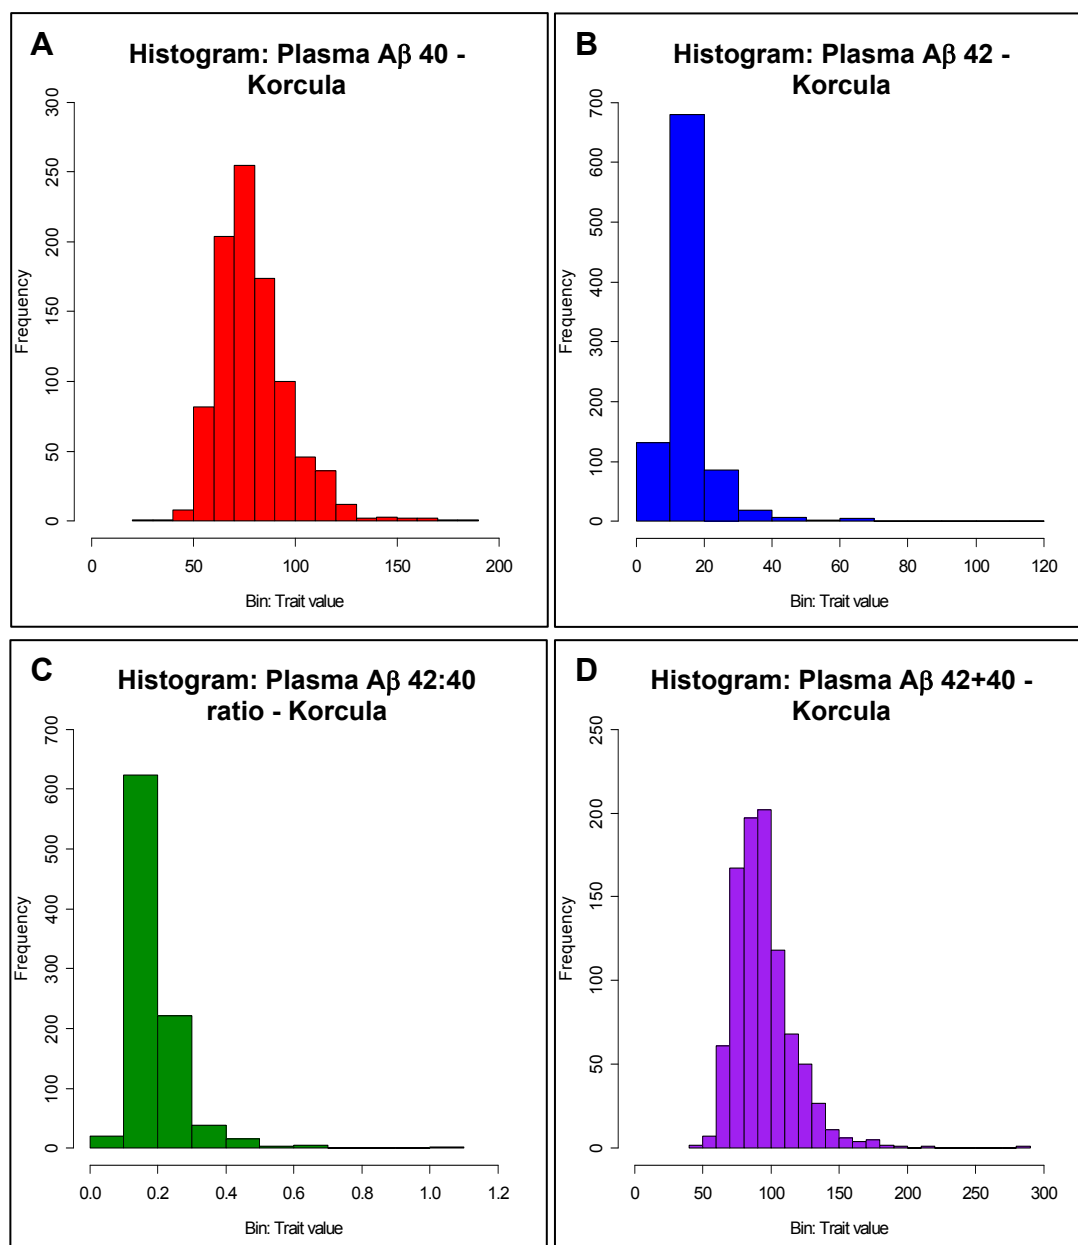 A
Histogram: Plasma Aβ 40 -
Korcula
300
250
200
150
100
50
0
Frequency
0 50 100 150 200
Bin: Trait value
B
Histogram: Plasma Aβ 42 -
Korcula
700
600
500
400
300
200
100
0
Frequency
0 20 40 60 80 100 120
Bin: Trait value
C
Histogram: Plasma Aβ 42:40
ratio - Korcula
700
600
500
400
300
200
100
0
Frequency
0.0 0.2 0.4 0.6 0.8 1.0 1.2
Bin: Trait value
D
Histogram: Plasma Aβ 42+40 -
Korcula
250
200
150
100
50
0
Frequency
0 50 100 150 200 250 300
Bin: Trait value